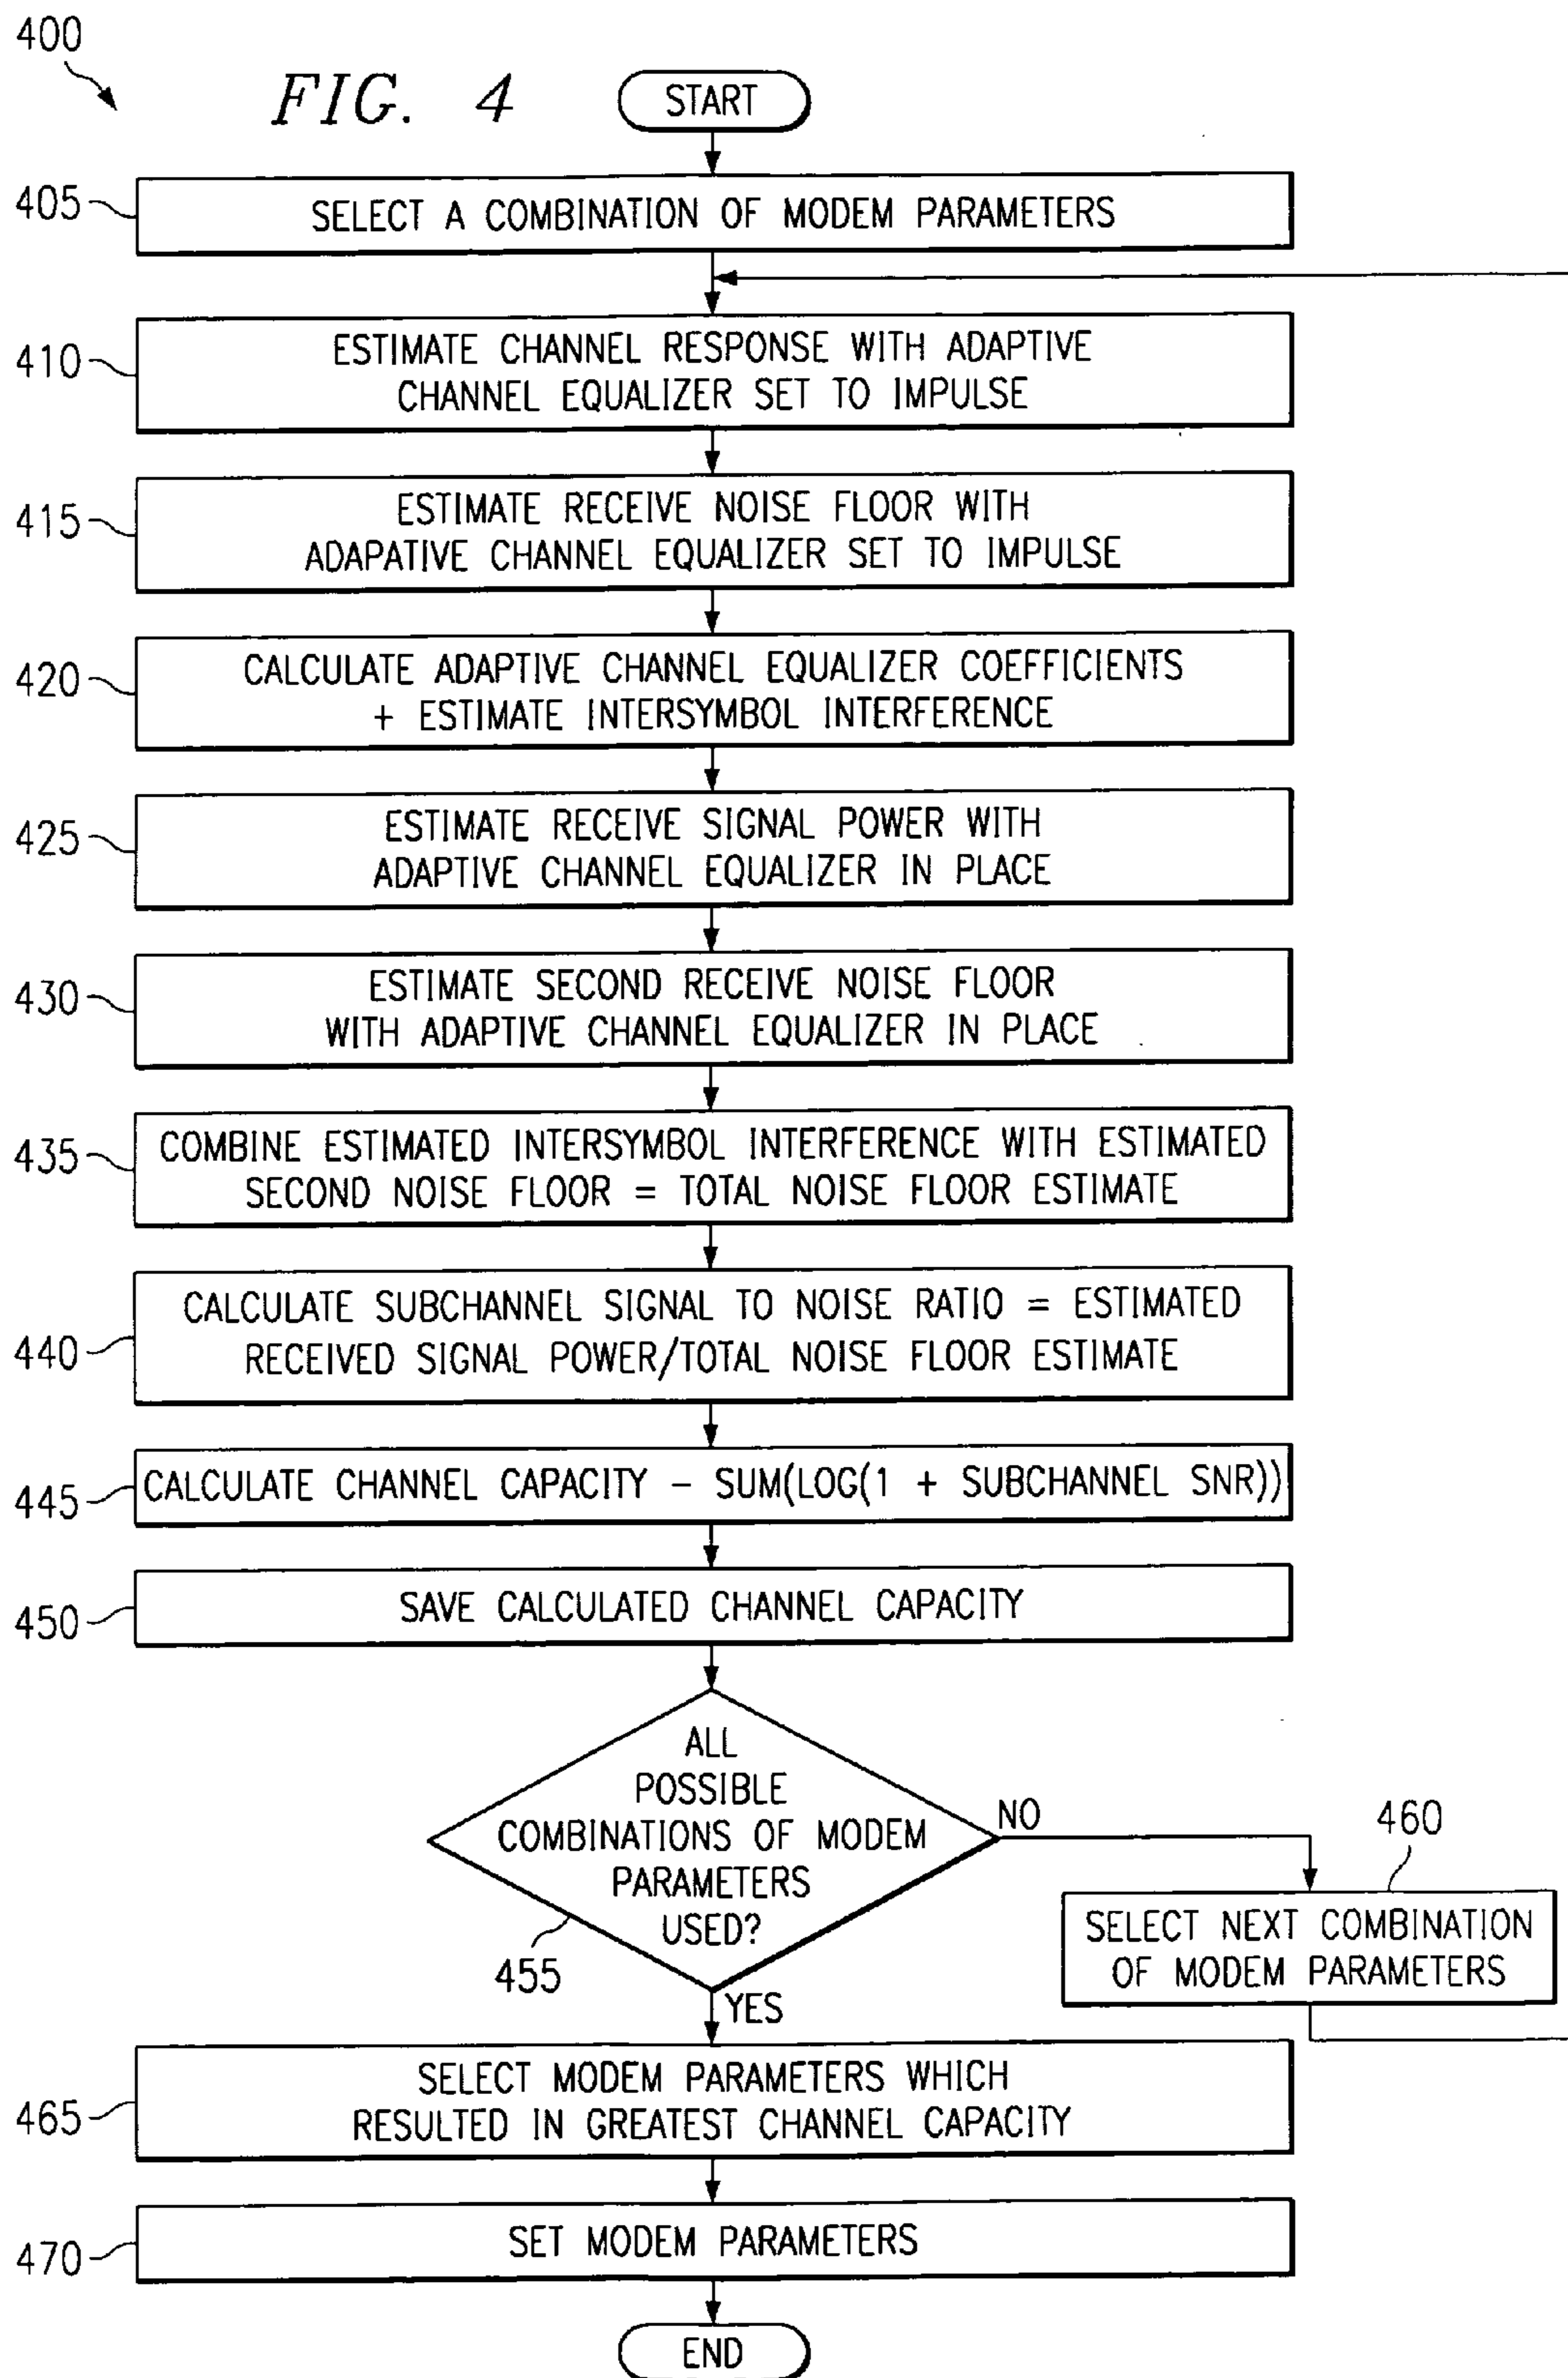 400
FIG. 4
START
405
SELECT A COMBINATION OF MODEM PARAMETERS
410
ESTIMATE CHANNEL RESPONSE WITH ADAPTIVE
CHANNEL EQUALIZER SET TO IMPULSE
415
ESTIMATE RECEIVE NOISE FLOOR WITH
ADAPATIVE CHANNEL EQUALIZER SET TO IMPULSE
420
CALCULATE ADAPTIVE CHANNEL EQUALIZER COEFFICIENTS
+ ESTIMATE INTERSYMBOL INTERFERENCE
425
ESTIMATE RECEIVE SIGNAL POWER WITH
ADAPTIVE CHANNEL EQUALIZER IN PLACE
430
ESTIMATE SECOND RECEIVE NOISE FLOOR
WITH ADAPTIVE CHANNEL EQUALIZER IN PLACE
435
COMBINE ESTIMATED INTERSYMBOL INTERFERENCE WITH ESTIMATED
SECOND NOISE FLOOR = TOTAL NOISE FLOOR ESTIMATE
440
CALCULATE SUBCHANNEL SIGNAL TO NOISE RATIO = ESTIMATED
RECEIVED SIGNAL POWER/TOTAL NOISE FLOOR ESTIMATE
445
CALCULATE CHANNEL CAPACITY - SUM(LOG(1 + SUBCHANNEL SNR))
450
SAVE CALCULATED CHANNEL CAPACITY
ALL
POSSIBLE
COMBINATIONS OF MODEM
PARAMETERS
USED?
455
NO
460
SELECT NEXT COMBINATION
OF MODEM PARAMETERS
YES
465
SELECT MODEM PARAMETERS WHICH
RESULTED IN GREATEST CHANNEL CAPACITY
470
SET MODEM PARAMETERS
END